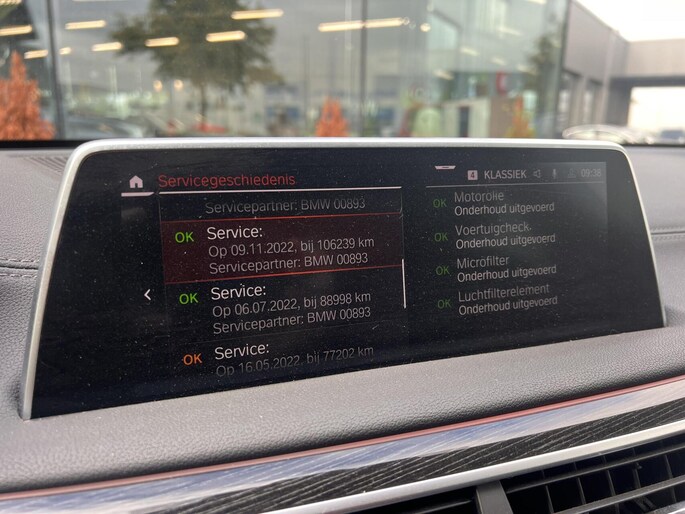 Servicegeschiedenis
4 KLASSIEK 09:38
Servicepartner: BMW 00893
OK Service:
Op 09.11.2022, bij 106239 km
Servicepartner: BMW 00893
OK Service:
Op 06.07.2022, bij 88998 km
Servicepartner: BMW 00893
OK Service:
Op 16.05.2022, bij 77202 km
OK Motorolie
Onderhoud uitgevoerd
OK Voertuigcheck
Onderhoud uitgevoerd
OK Microfilter
Onderhoud uitgevoerd
OK Luchtfilterelement
Onderhoud uitgevoerd